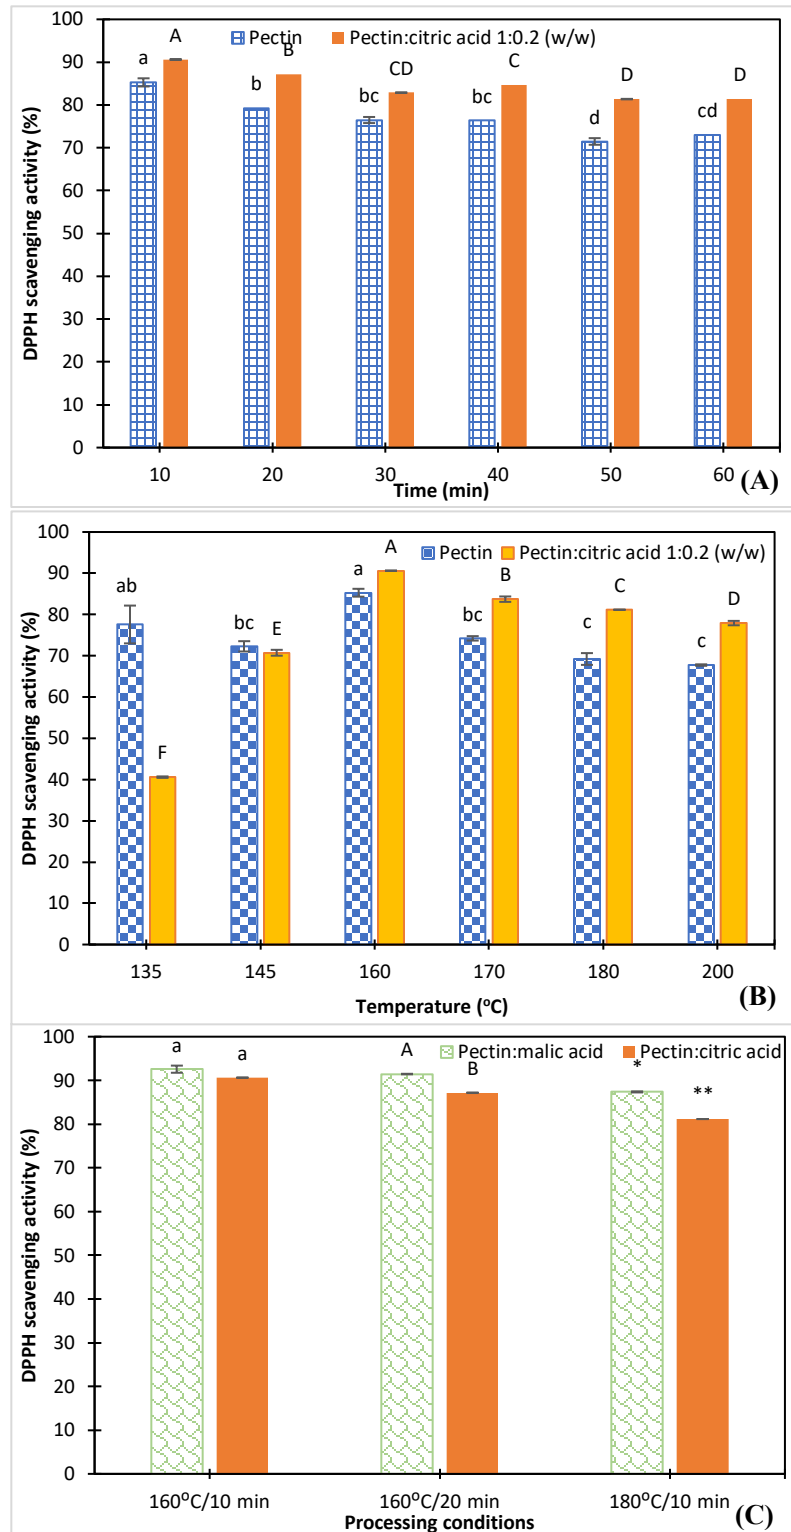 Pectin Pectin:citric acid 1:0.2 (w/w)
DPPH scavenging activity (%)
100
90
80
70
60
50
40
30
20
10
0
a A b B bc CD bc C d D cd D
10 20 30 40 50 60
Time (min)
(A)
Pectin Pectin:citric acid 1:0.2 (w/w)
DPPH scavenging activity (%)
100
90
80
70
60
50
40
30
20
10
0
ab F bc E a A bc B c C c D
135 145 160 170 180 200
Temperature (ºC)
(B)
Pectin:malic acid Pectin:citric acid
DPPH scavenging activity (%)
100
90
80
70
60
50
40
30
20
10
0
a a A B * **
160ºC/10 min 160ºC/20 min 180ºC/10 min
Processing conditions
(C)